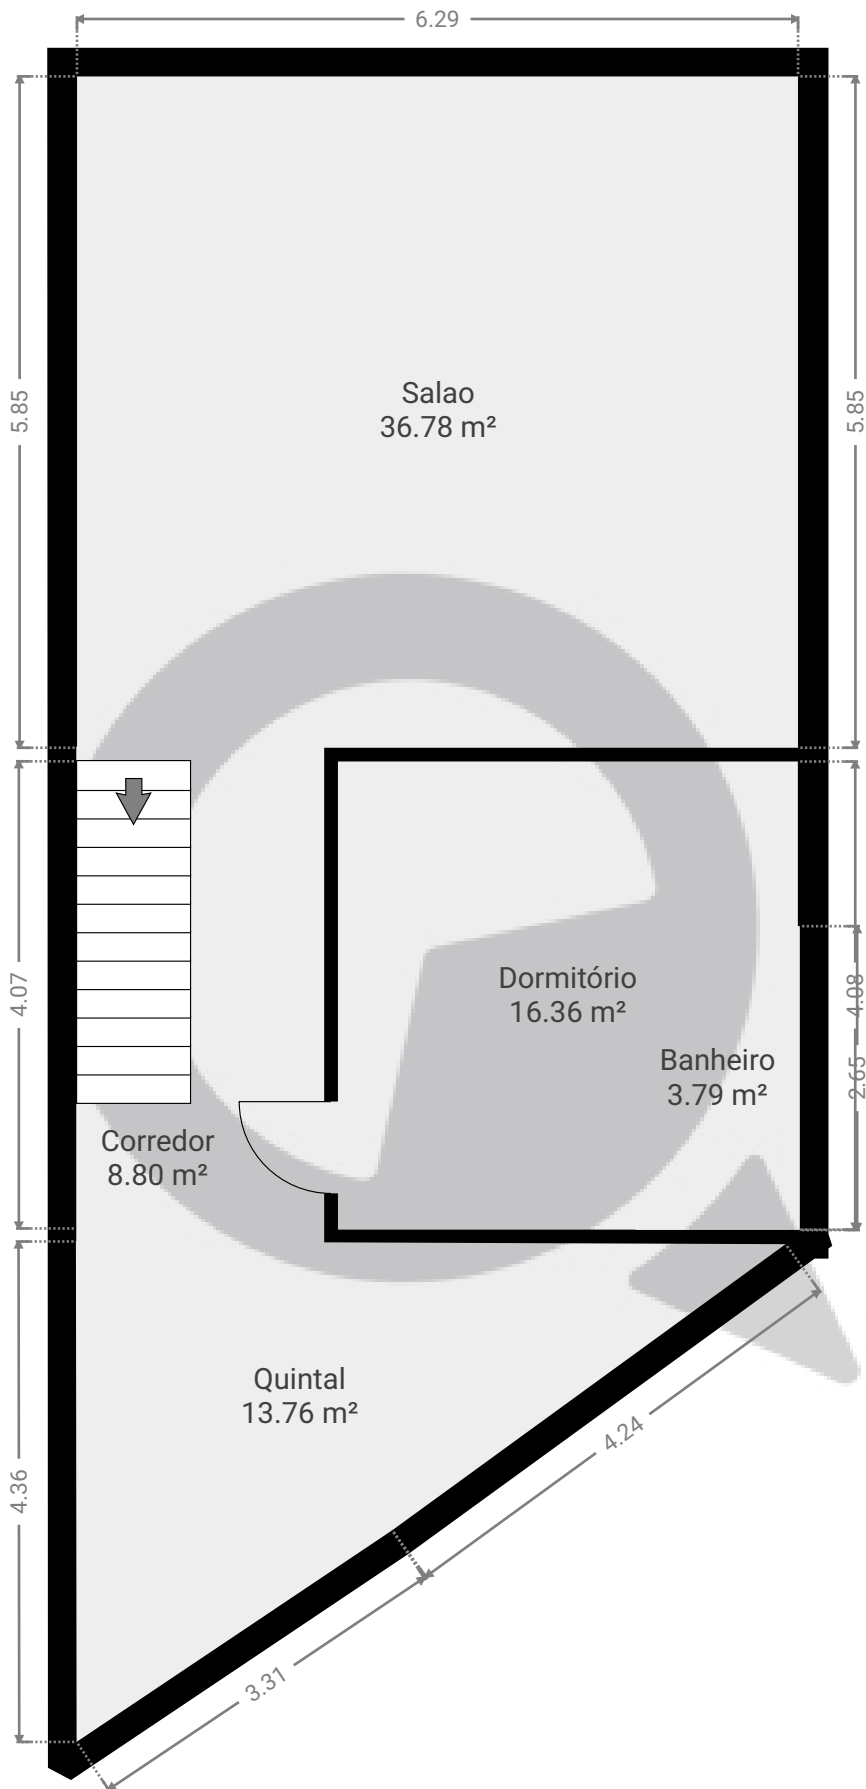 6.29
5.85
5.85
Salao
36.78 m²
4.07
4.08
2.65
Dormitório
16.36 m²
Banheiro
3.79 m²
Corredor
8.80 m²
Quintal
13.76 m²
4.36
4.24
3.31